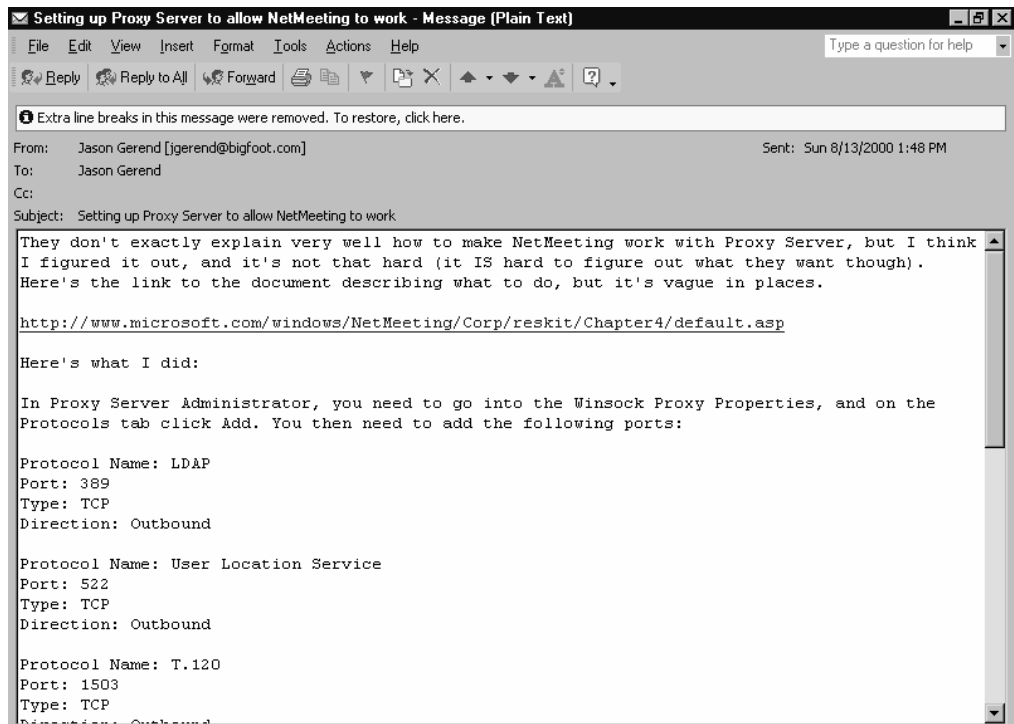 Setting up Proxy Server to allow NetMeeting to work - Message (Plain Text)
File Edit View Insert Format Tools Actions Help
Type a question for help
Reply Reply to All Forward
Extra line breaks in this message were removed. To restore, click here.
From: Jason Gerend [jgerend@bigfoot.com]
Sent: Sun 8/13/2000 1:48 PM
To: Jason Gerend
Cc:
Subject: Setting up Proxy Server to allow NetMeeting to work
They don't exactly explain very well how to make NetMeeting work with Proxy Server, but I think
I figured it out, and it's not that hard (it IS hard to figure out what they want though).
Here's the link to the document describing what to do, but it's vague in places.
http://www.microsoft.com/windows/NetMeeting/Corp/reskit/Chapter4/default.asp
Here's what I did:
In Proxy Server Administrator, you need to go into the Winsock Proxy Properties, and on the
Protocols tab click Add. You then need to add the following ports:
Protocol Name: LDAP
Port: 389
Type: TCP
Direction: Outbound
Protocol Name: User Location Service
Port: 522
Type: TCP
Direction: Outbound
Protocol Name: T.120
Port: 1503
Type: TCP